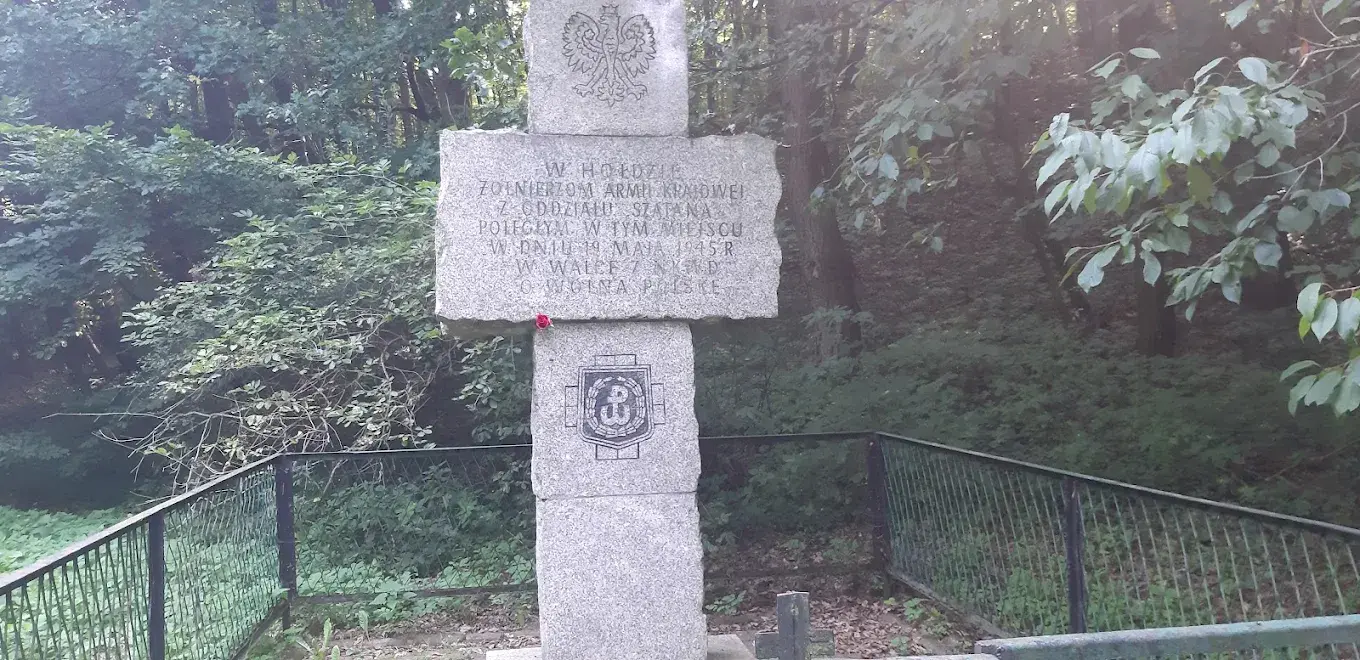 W HOŁDZIE
ŻOŁNIERZOM ARMII KRAJOWEJ
Z ODDZIAŁU "SZATANA"
POLEGŁYM W TYM MIEJSCU
W DNIU 19 MAJA 1945 R
W WALCE Z NKWD
O WOLNĄ POLSKĘ